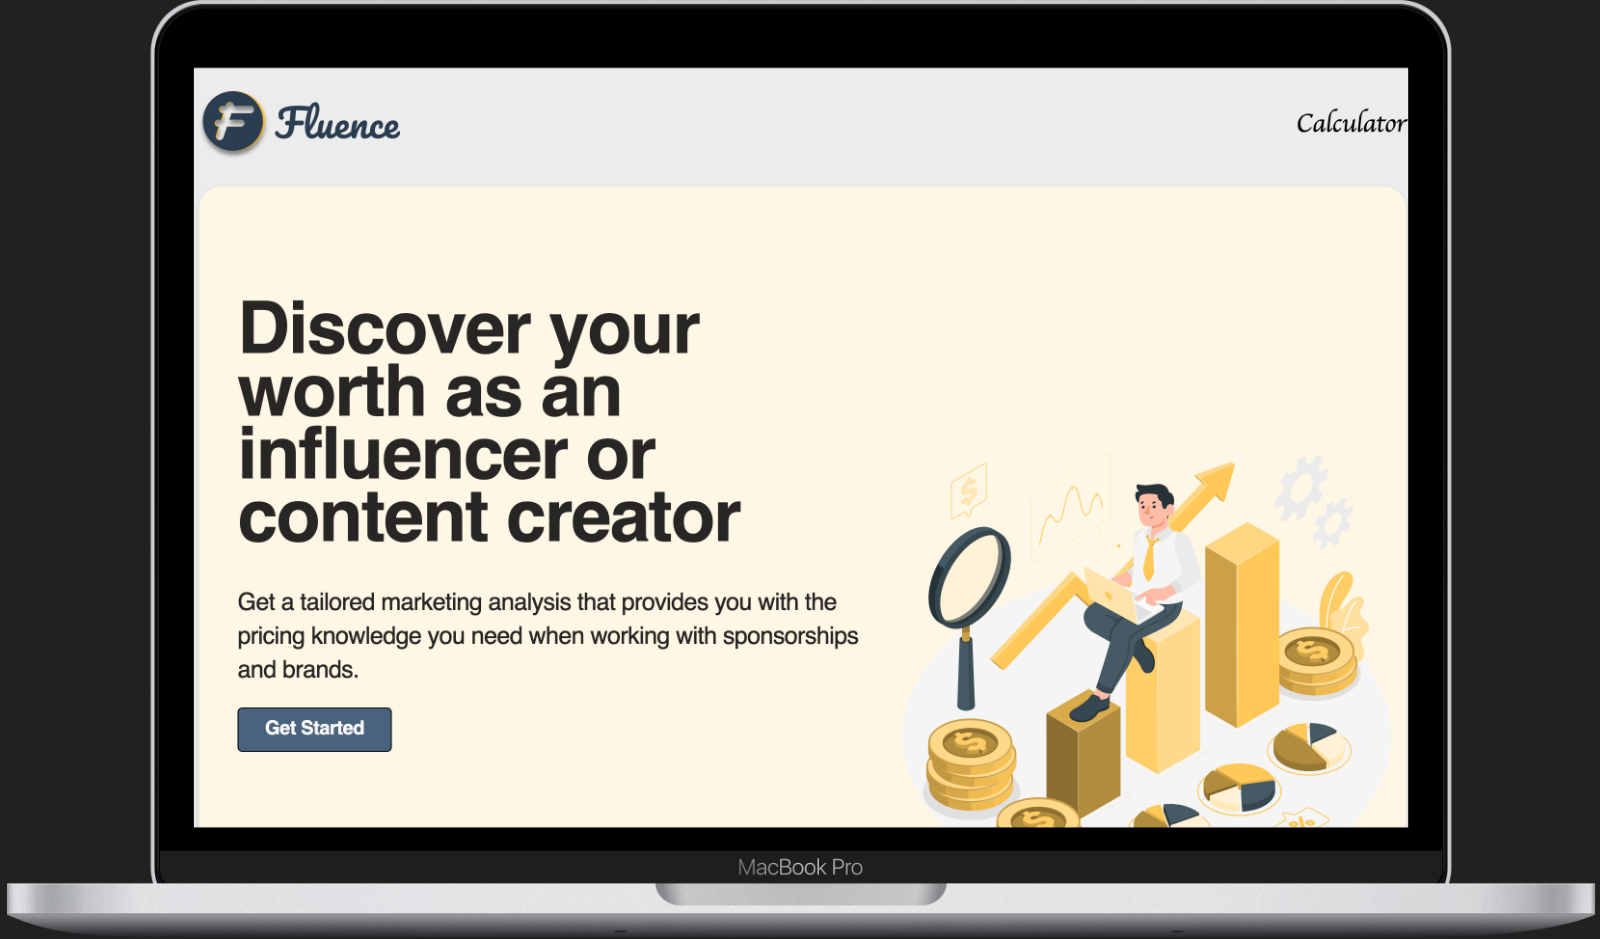 Fluence
Calculator
Discover your
worth as an
influencer or
content creator
Get a tailored marketing analysis that provides you with the
pricing knowledge you need when working with sponsorships
and brands.
Get Started
MacBook Pro